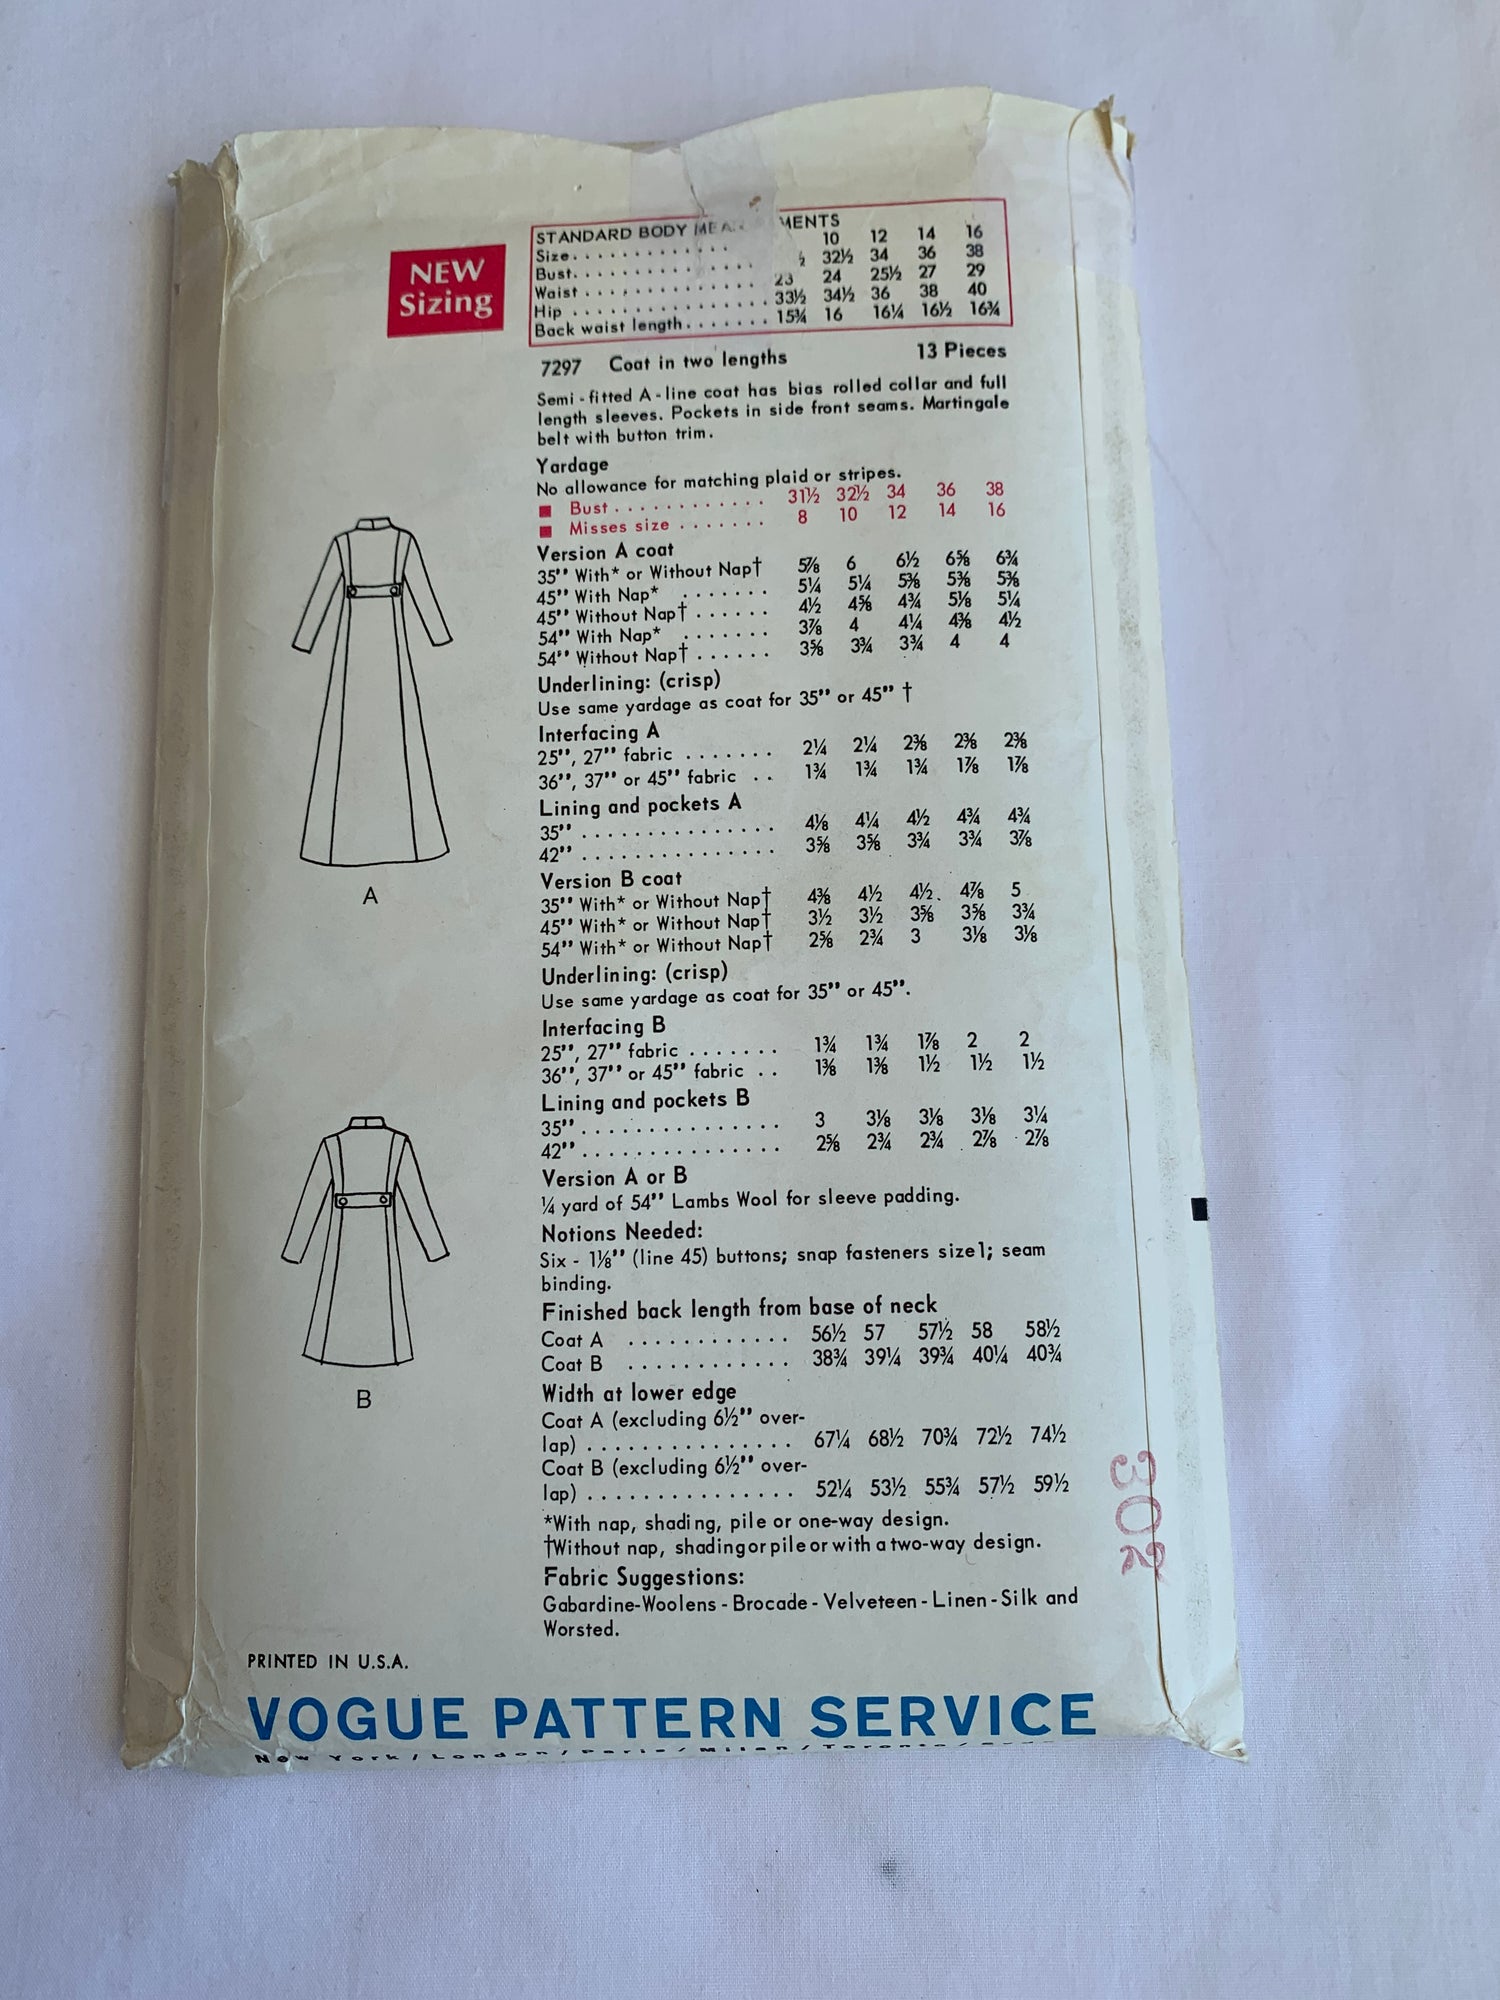 NEW
Sizing
STANDARD BODY MEA MENTS
Size. . . . . . . . . . . . . 10 12 14 16
Bust. . . . . . . . . . . . ½ 32½ 34 36 38
Waist . . . . . . . . . . . 23 24 25½ 27 29
Hip . . . . . . . . . . . . . 33½ 34½ 36 38 40
Back waist length. . . . . . . 15¾ 16 16¼ 16½ 16¾
7297 Coat in two lengths 13 Pieces
Semi-fitted A-line coat has bias rolled collar and full
length sleeves. Pockets in side front seams. Martingale
belt with button trim.
Yardage
No allowance for matching plaid or stripes.
Bust . . . . . . . . . . . . 31½ 32½ 34 36 38
Misses size . . . . . . . 8 10 12 14 16
Version A coat
35" With* or Without Nap† 5⅞ 6 6½ 6⅝ 6¾
45" With Nap* . . . . . . . 5¼ 5¼ 5⅜ 5⅜ 5⅜
45" Without Nap† . . . . . . 4½ 4⅝ 4¾ 5⅛ 5¼
54" With Nap* . . . . . . . 3⅞ 4 4¼ 4⅜ 4½
54" Without Nap† . . . . . . 3⅝ 3¾ 3¾ 4 4
Underlining: (crisp)
Use same yardage as coat for 35" or 45" †
Interfacing A
25", 27" fabric . . . . . . . 2¼ 2¼ 2⅜ 2⅜ 2⅜
36", 37" or 45" fabric . . 1¾ 1¾ 1¾ 1⅞ 1⅞
Lining and pockets A
35" . . . . . . . . . . . . . . . 4⅛ 4¼ 4½ 4¾ 4¾
42" . . . . . . . . . . . . . . . 3⅝ 3⅝ 3¾ 3¾ 3⅞
Version B coat
35" With* or Without Nap† 4⅜ 4½ 4½ 4⅞ 5
45" With* or Without Nap† 3½ 3½ 3⅝ 3⅝ 3¾
54" With* or Without Nap† 2⅝ 2¾ 3 3⅛ 3⅛
Underlining: (crisp)
Use same yardage as coat for 35" or 45".
Interfacing B
25", 27" fabric . . . . . . . 1¾ 1¾ 1⅞ 2 2
36", 37" or 45" fabric . . 1⅜ 1⅜ 1½ 1½ 1½
Lining and pockets B
35" . . . . . . . . . . . . . . . 3 3⅛ 3⅛ 3⅛ 3¼
42" . . . . . . . . . . . . . . . 2⅝ 2¾ 2¾ 2⅞ 2⅞
Version A or B
¼ yard of 54" Lambs Wool for sleeve padding.
Notions Needed:
Six - 1⅛" (line 45) buttons; snap fasteners size 1; seam
binding.
Finished back length from base of neck
Coat A . . . . . . . . . . . . 56½ 57 57½ 58 58½
Coat B . . . . . . . . . . . . 38¾ 39¼ 39¾ 40¼ 40¾
Width at lower edge
Coat A (excluding 6½" over-
lap) . . . . . . . . . . . . . . . 67¼ 68½ 70¾ 72½ 74½
Coat B (excluding 6½" over-
lap) . . . . . . . . . . . . . . . 52¼ 53½ 55¾ 57½ 59½
*With nap, shading, pile or one-way design.
†Without nap, shading or pile or with a two-way design.
Fabric Suggestions:
Gabardine-Woolens - Brocade - Velveteen - Linen - Silk and
Worsted.
A
B
302
PRINTED IN U.S.A.
VOGUE PATTERN SERVICE
New York / London / Paris / Milan / Toronto /